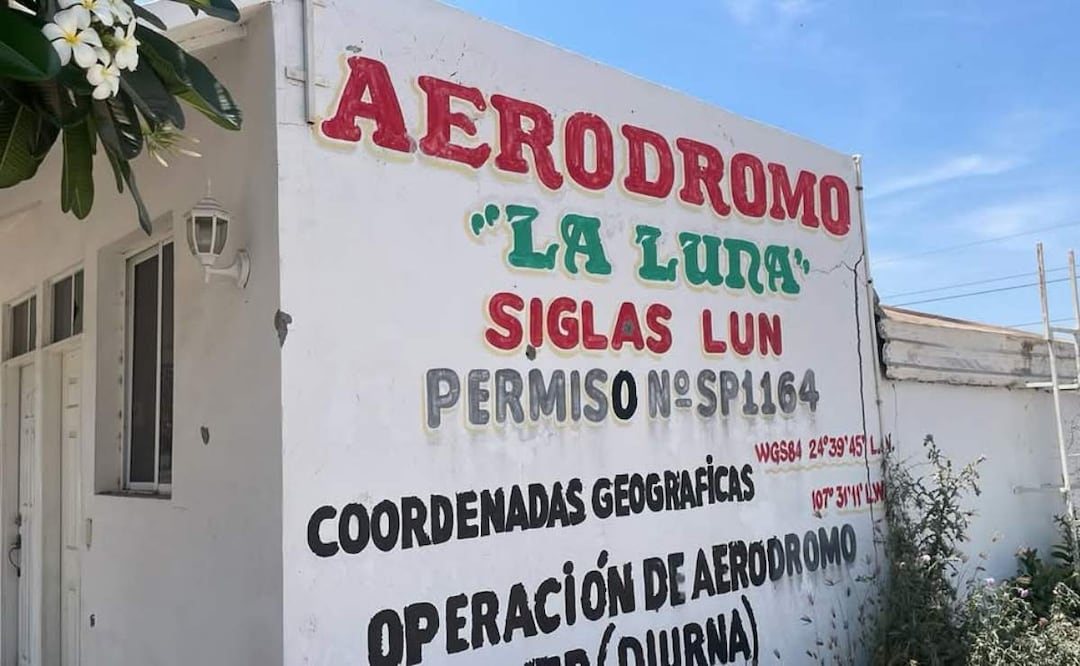 AERODROMO
"LA LUNA"
SIGLAS LUN
PERMISO Nº SP1164
WGS84 24°39'45" L.N
COORDENADAS GEOGRAFICAS
107°31'11" L.W
OPERACIÓN DE AERODROMO
(DIURNA)